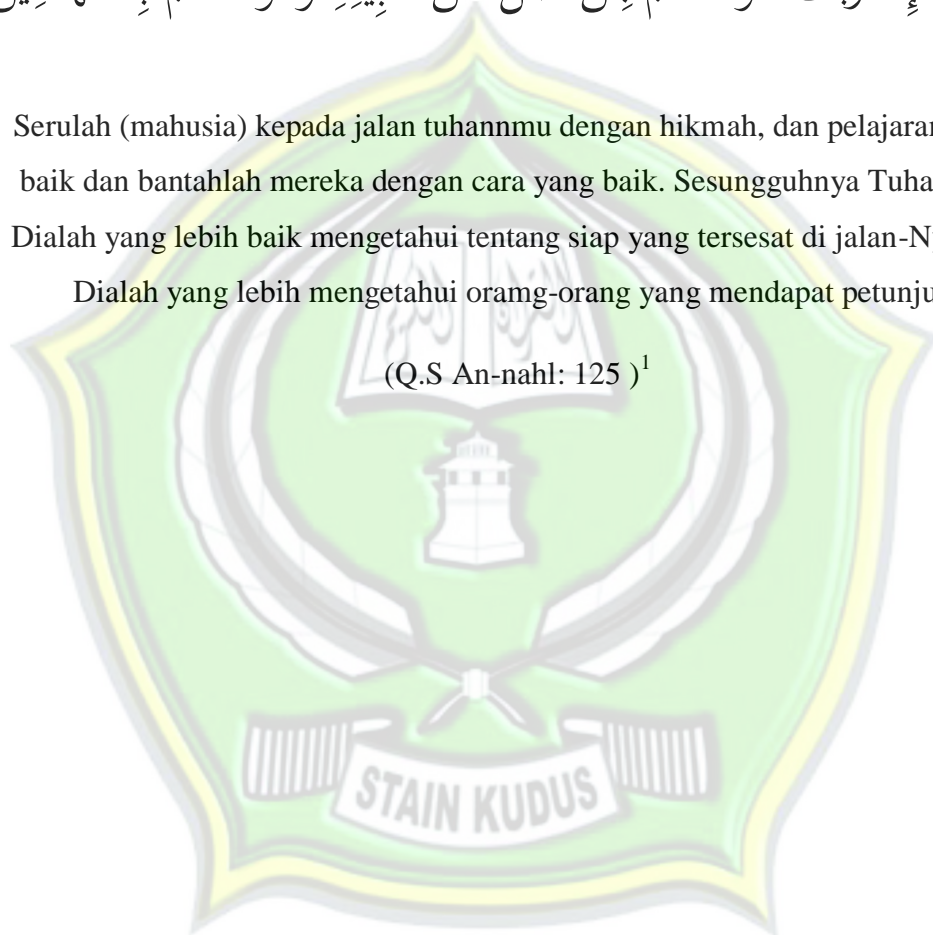 Serulah (mahusia) kepada jalan tuhannmu dengan hikmah, dan pelajaran
baik dan bantahlah mereka dengan cara yang baik. Sesungguhnya Tuha
Dialah yang lebih baik mengetahui tentang siap yang tersesat di jalan-N
Dialah yang lebih mengetahui oramg-orang yang mendapat petunju
(Q.S An-nahl: 125 )¹
STAIN KUDUS